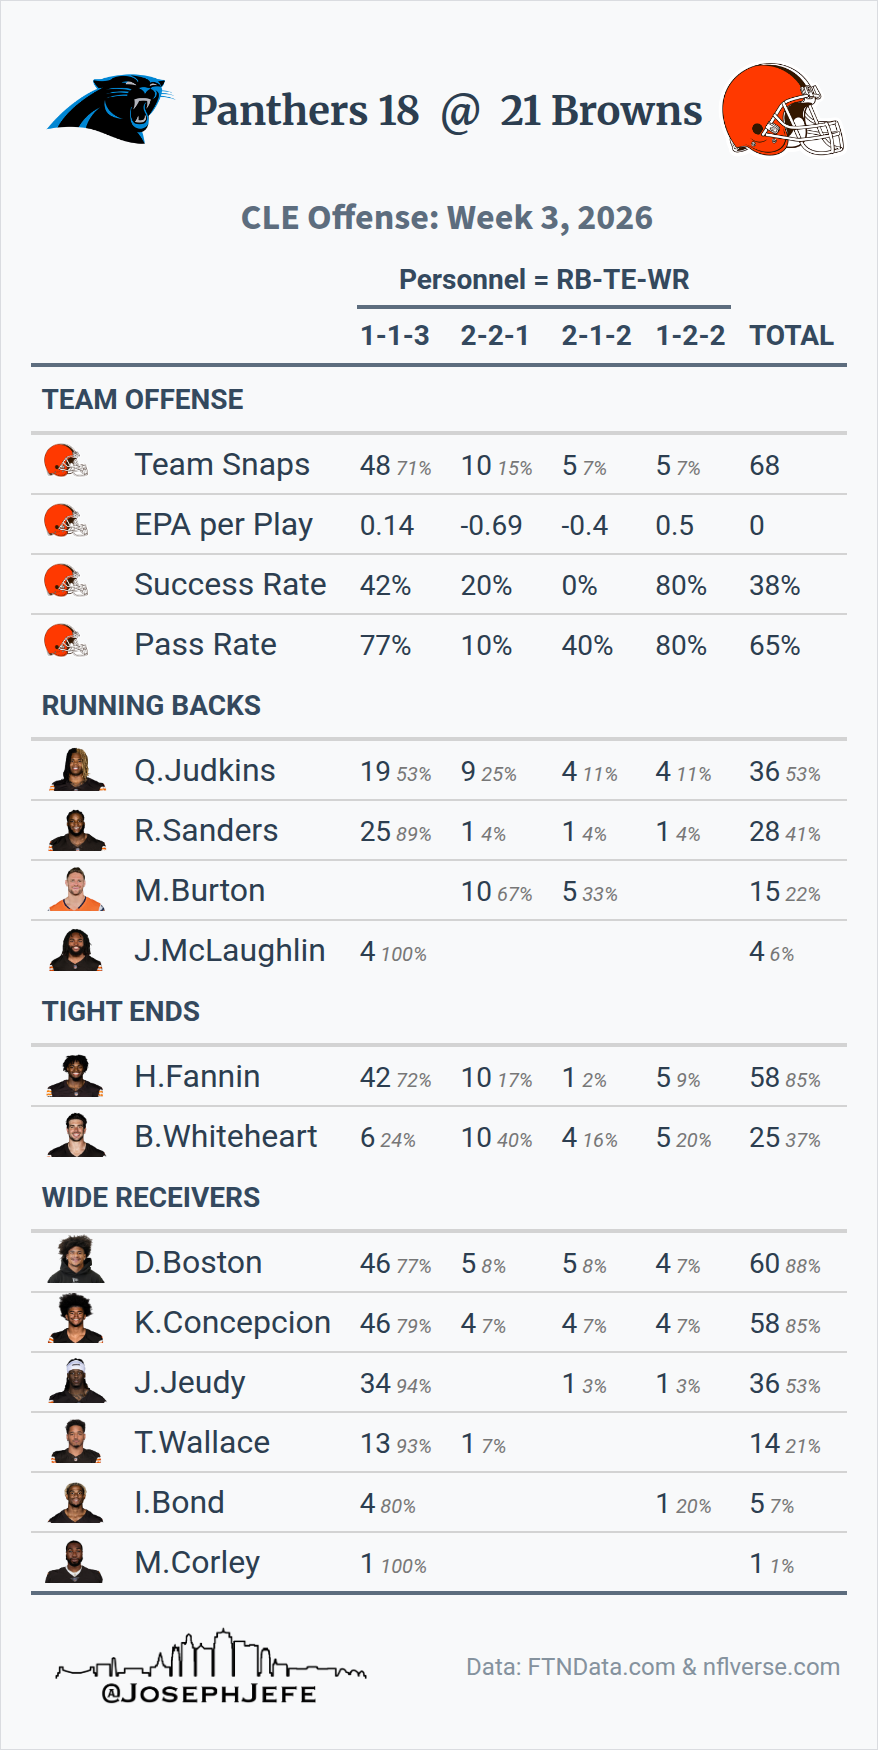 Panthers 18 @ 21 Browns
CLE Offense: Week 3, 2026
Personnel = RB-TE-WR
1-1-3 2-2-1 2-1-2 1-2-2 TOTAL
TEAM OFFENSE
Team Snaps 48 71% 10 15% 5 7% 5 7% 68
EPA per Play 0.14 -0.69 -0.4 0.5 0
Success Rate 42% 20% 0% 80% 38%
Pass Rate 77% 10% 40% 80% 65%
RUNNING BACKS
Q.Judkins 19 53% 9 25% 4 11% 4 11% 36 53%
R.Sanders 25 89% 1 4% 1 4% 1 4% 28 41%
M.Burton 10 67% 5 33% 15 22%
J.McLaughlin 4 100% 4 6%
TIGHT ENDS
H.Fannin 42 72% 10 17% 1 2% 5 9% 58 85%
B.Whiteheart 6 24% 10 40% 4 16% 5 20% 25 37%
WIDE RECEIVERS
D.Boston 46 77% 5 8% 5 8% 4 7% 60 88%
K.Concepcion 46 79% 4 7% 4 7% 4 7% 58 85%
J.Jeudy 34 94% 1 3% 1 3% 36 53%
T.Wallace 13 93% 1 7% 14 21%
I.Bond 4 80% 1 20% 5 7%
M.Corley 1 100% 1 1%
@JosephJefe
Data: FTNData.com & nflverse.com